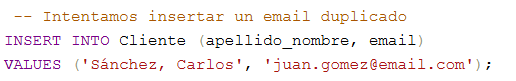 -- Intentamos insertar un email duplicado
INSERT INTO Cliente (apellido_nombre, email)
VALUES ('Sánchez, Carlos', 'juan.gomez@email.com');